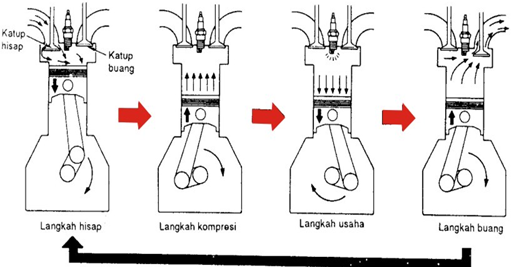 Katup
hisap
Katup
buang
Langkah hisap
Langkah kompresi
Langkah usaha
Langkah buang